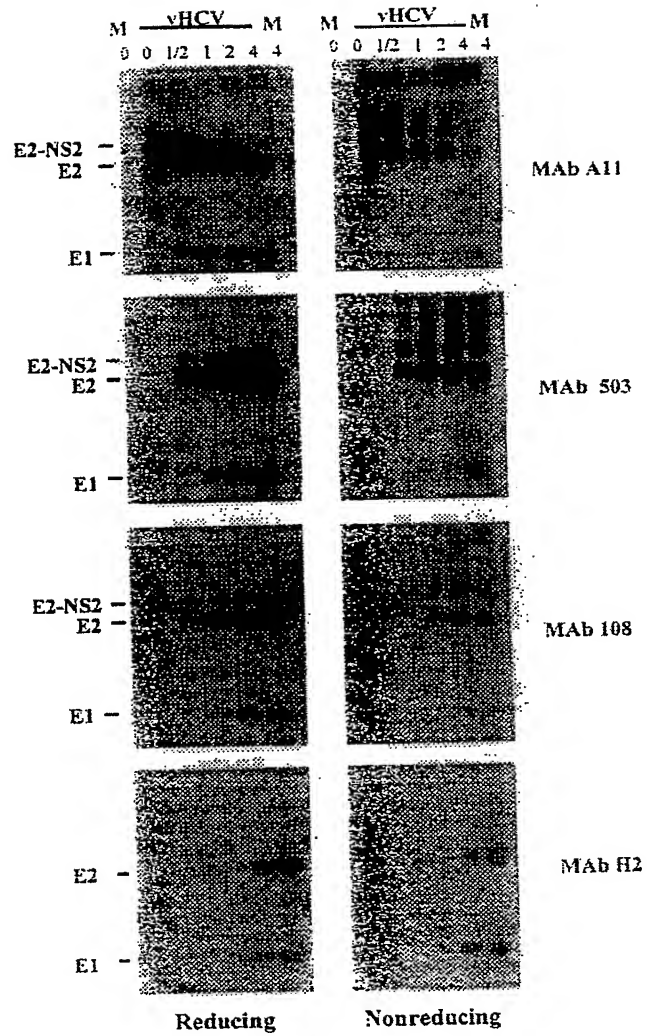 vHCV vHCV
M M M
0 0 1/2 1 2 4 4 0 0 1/2 1 2 4 4
E2-NS2
E2
MAb A11
E1
E2-NS2
E2
MAb 503
E1
E2-NS2
E2
MAb 108
E1
E2
MAb H2
E1
Reducing Nonreducing